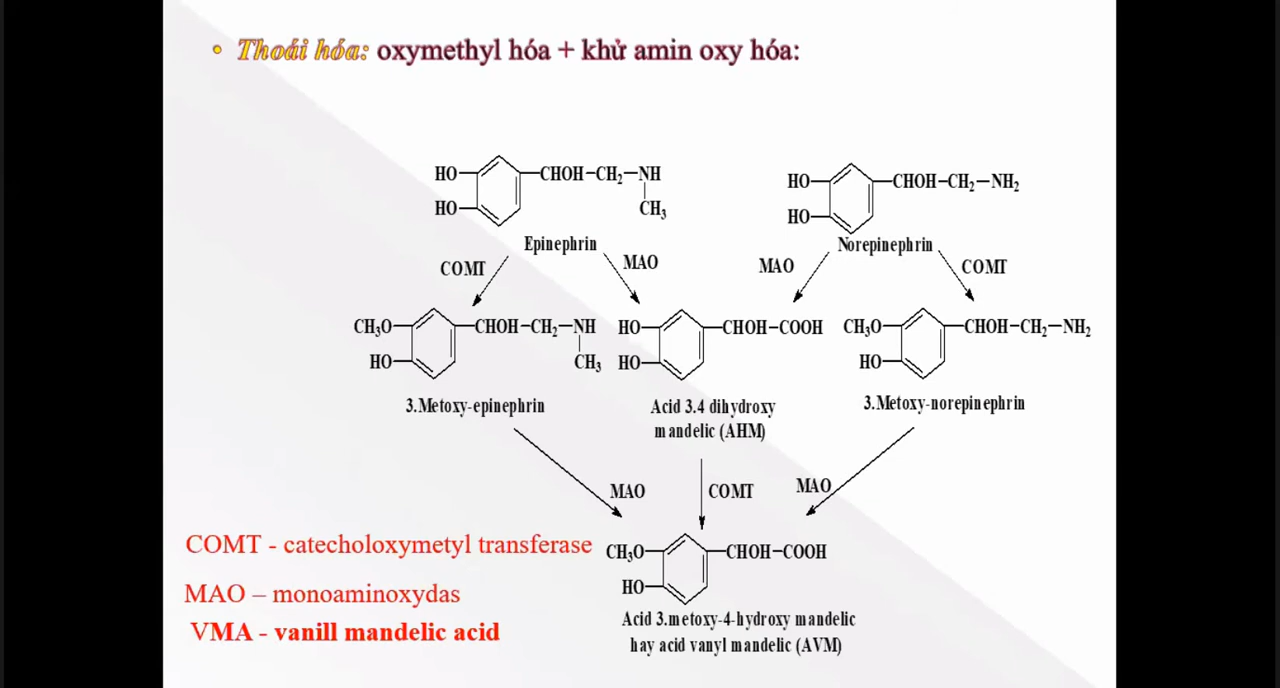 • Thoái hóa: oxymethyl hóa + khử amin oxy hóa:
HO CHOH-CH2-NH
HO CH3
Epinephrin
HO CHOH-CH2-NH2
HO
Norepinephrin
COMT MAO MAO COMT
CH3O CHOH-CH2-NH
HO CH3
3.Metoxy-epinephrin
HO CHOH-COOH
HO
Acid 3.4 dihydroxy
mandelic (AHM)
CH3O CHOH-CH2-NH2
HO
3.Metoxy-norepinephrin
MAO COMT MAO
CH3O CHOH-COOH
HO
Acid 3.metoxy-4-hydroxy mandelic
hay acid vanyl mandelic (AVM)
COMT - catecholoxymetyl transferase
MAO – monoaminoxydas
VMA - vanill mandelic acid